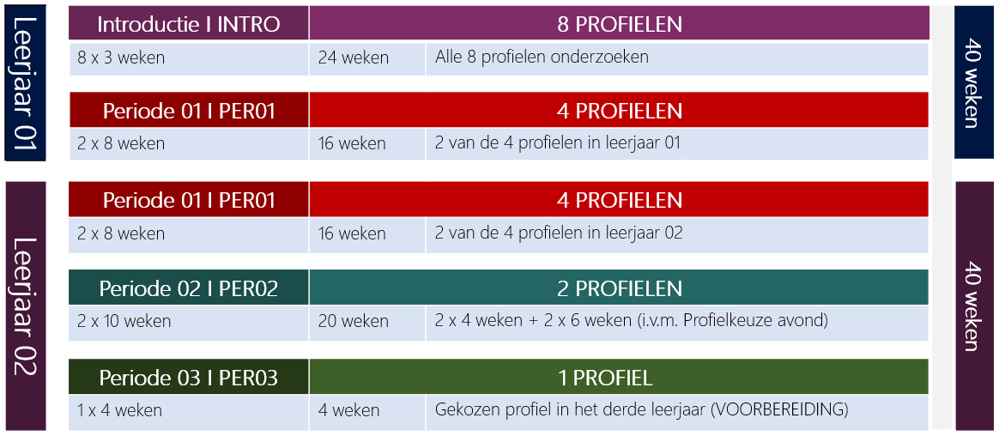 Leerjaar 01
Introductie I INTRO
8 PROFIELEN
8 x 3 weken
24 weken
Alle 8 profielen onderzoeken
Periode 01 I PER01
4 PROFIELEN
2 x 8 weken
16 weken
2 van de 4 profielen in leerjaar 01
40 weken
Leerjaar 02
Periode 01 I PER01
4 PROFIELEN
2 x 8 weken
16 weken
2 van de 4 profielen in leerjaar 02
Periode 02 I PER02
2 PROFIELEN
2 x 10 weken
20 weken
2 x 4 weken + 2 x 6 weken (i.v.m. Profielkeuze avond)
Periode 03 I PER03
1 PROFIEL
1 x 4 weken
4 weken
Gekozen profiel in het derde leerjaar (VOORBEREIDING)
40 weken